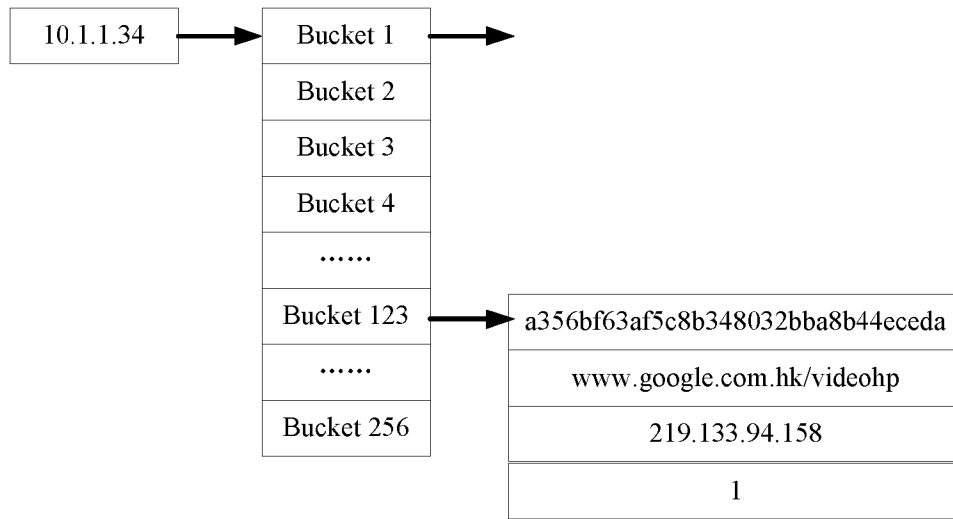 10.1.1.34
Bucket 1
Bucket 2
Bucket 3
Bucket 4
……
Bucket 123
……
Bucket 256
a356bf63af5c8b348032bba8b44eceda
www.google.com.hk/videohp
219.133.94.158
1